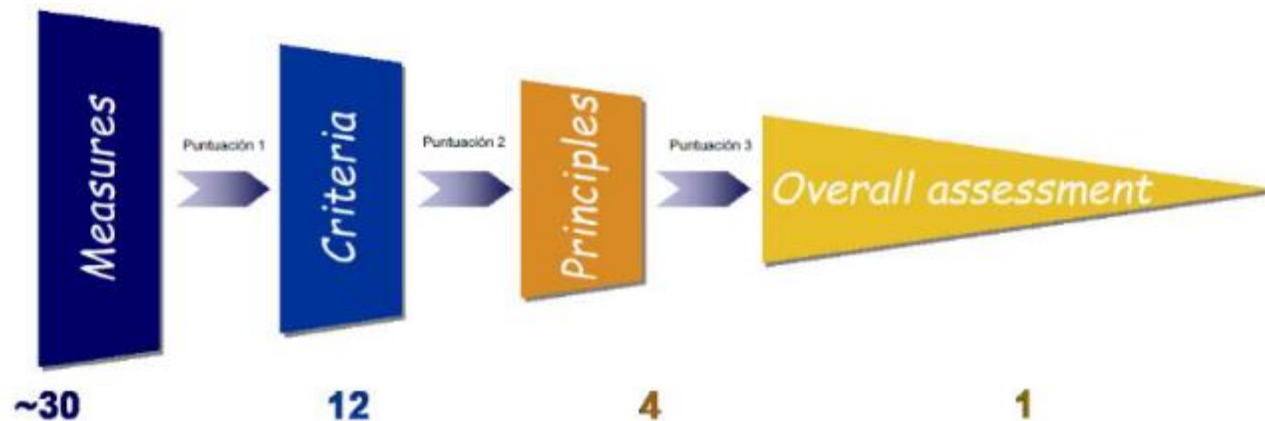 Measures
Puntuación 1
Criteria
Puntuación 2
Principles
Puntuación 3
Overall assessment
~30
12
4
1